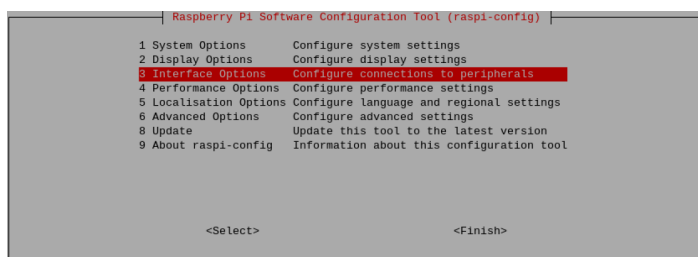 Raspberry Pi Software Configuration Tool (raspi-config)
1 System Options Configure system settings
2 Display Options Configure display settings
3 Interface Options Configure connections to peripherals
4 Performance Options Configure performance settings
5 Localisation Options Configure language and regional settings
6 Advanced Options Configure advanced settings
8 Update Update this tool to the latest version
9 About raspi-config Information about this configuration tool
<Select> <Finish>